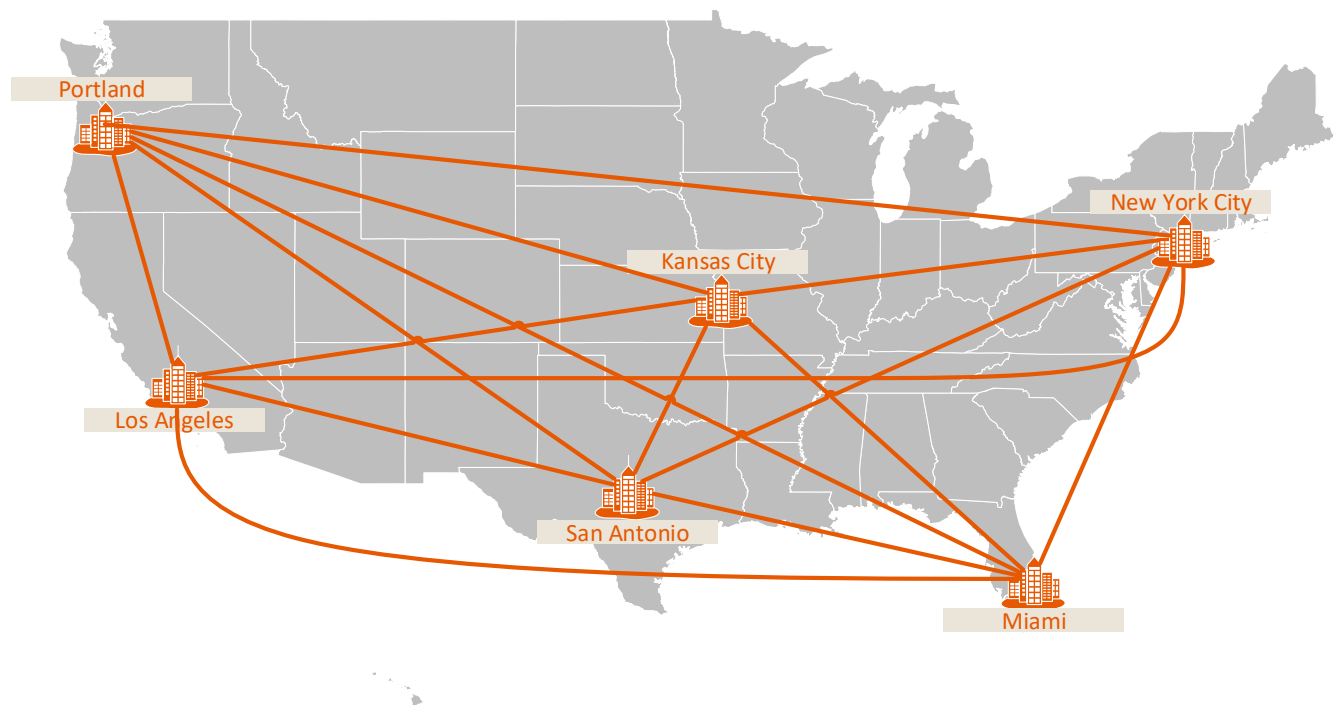 Portland
New York City
Kansas City
Los Angeles
San Antonio
Miami